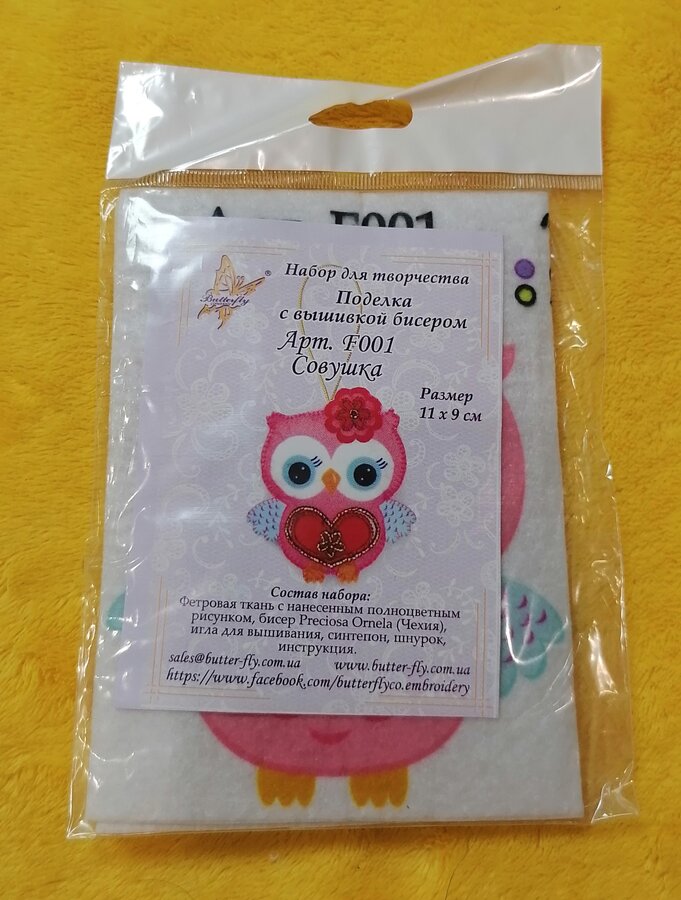 Арт. F001
Butterfly
®
Набор для творчества
Поделка
с вышивкой бисером
Арт. F001
Совушка
Размер
11 х 9 см
Состав набора:
Фетровая ткань с нанесенным полноцветным
рисунком, бисер Preciosa Ornela (Чехия),
игла для вышивания, синтепон, шнурок,
инструкция.
sales@butter-fly.com.ua www.butter-fly.com.ua
https://www.facebook.com/butterflyco.embroidery